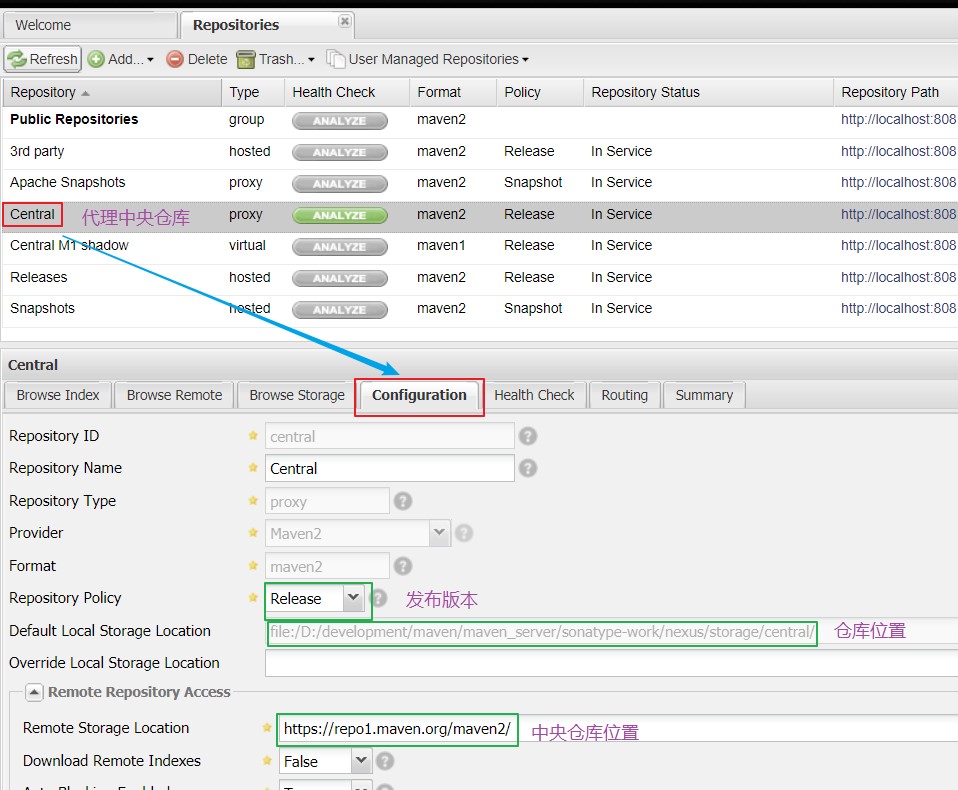 Welcome Repositories
Refresh Add... Delete Trash... User Managed Repositories
Repository Type Health Check Format Policy Repository Status Repository Path
Public Repositories group ANALYZE maven2 http://localhost:808
3rd party hosted ANALYZE maven2 Release In Service http://localhost:808
Apache Snapshots proxy ANALYZE maven2 Snapshot In Service http://localhost:808
Central 代理中央仓库 proxy ANALYZE maven2 Release In Service http://localhost:808
Central M1 shadow virtual ANALYZE maven1 Release In Service http://localhost:808
Releases hosted ANALYZE maven2 Release In Service http://localhost:808
Snapshots hosted ANALYZE maven2 Snapshot In Service http://localhost:808
Central
Browse Index Browse Remote Browse Storage Configuration Health Check Routing Summary
Repository ID central ?
Repository Name Central ?
Repository Type proxy ?
Provider Maven2 ?
Format maven2 ?
Repository Policy Release ? 发布版本
Default Local Storage Location file:/D:/development/maven/maven_server/sonatype-work/nexus/storage/central/ 仓库位置
Override Local Storage Location
Remote Repository Access
Remote Storage Location https://repo1.maven.org/maven2/ 中央仓库位置
Download Remote Indexes False ?